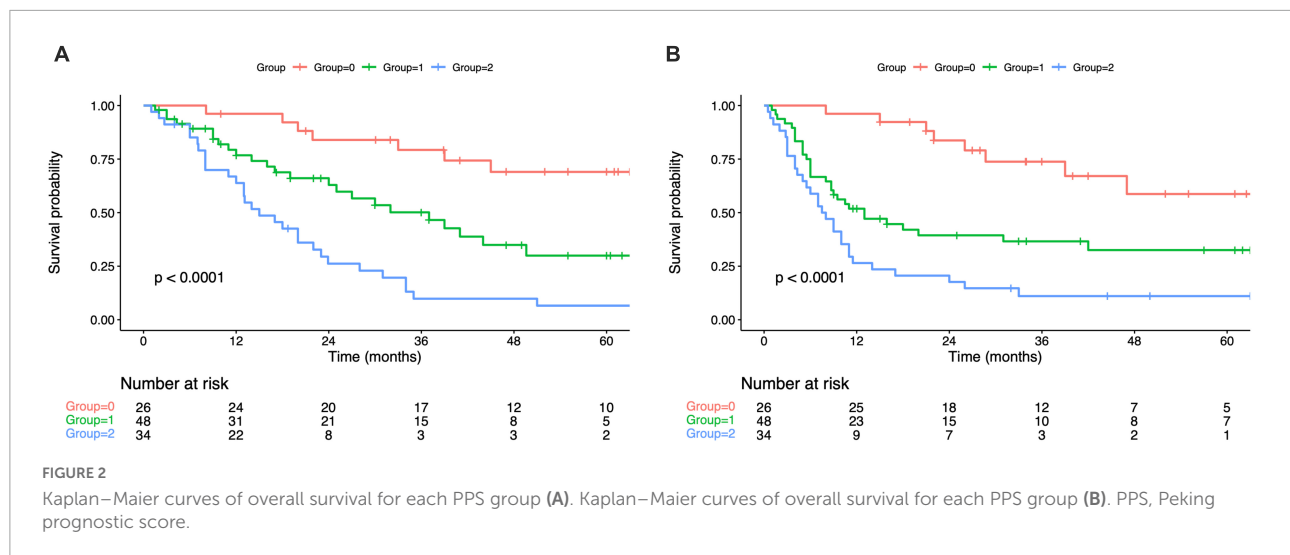 A
Group Group=0 Group=1 Group=2
1.00
0.75
0.50
0.25
0.00
Survival probability
p < 0.0001
0 12 24 36 48 60
Time (months)
Number at risk
Group=0 26 24 20 17 12 10
Group=1 48 31 21 15 8 5
Group=2 34 22 8 3 3 2
B
Group Group=0 Group=1 Group=2
1.00
0.75
0.50
0.25
0.00
Survival probability
p < 0.0001
0 12 24 36 48 60
Time (months)
Number at risk
Group=0 26 25 18 12 7 5
Group=1 48 23 15 10 8 7
Group=2 34 9 7 3 2 1
FIGURE 2
Kaplan–Maier curves of overall survival for each PPS group (A). Kaplan–Maier curves of overall survival for each PPS group (B). PPS, Peking
prognostic score.